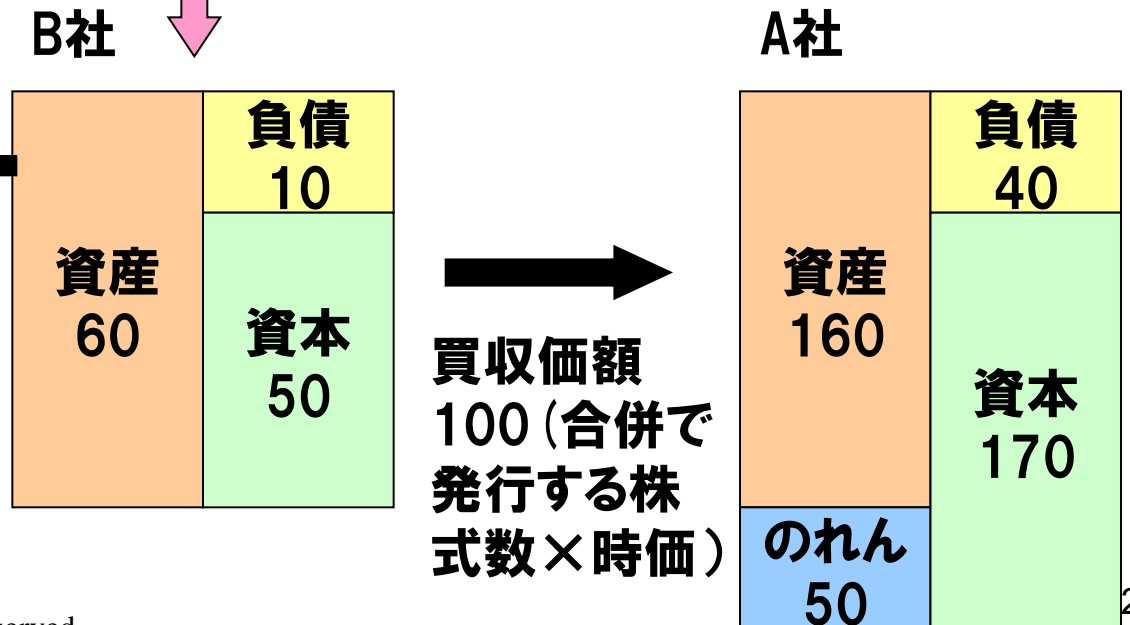 B社
A社
負債
10
資産
60
資本
50
買収価額
100(合併で
発行する株
式数×時価)
負債
40
資産
160
資本
170
のれん
50